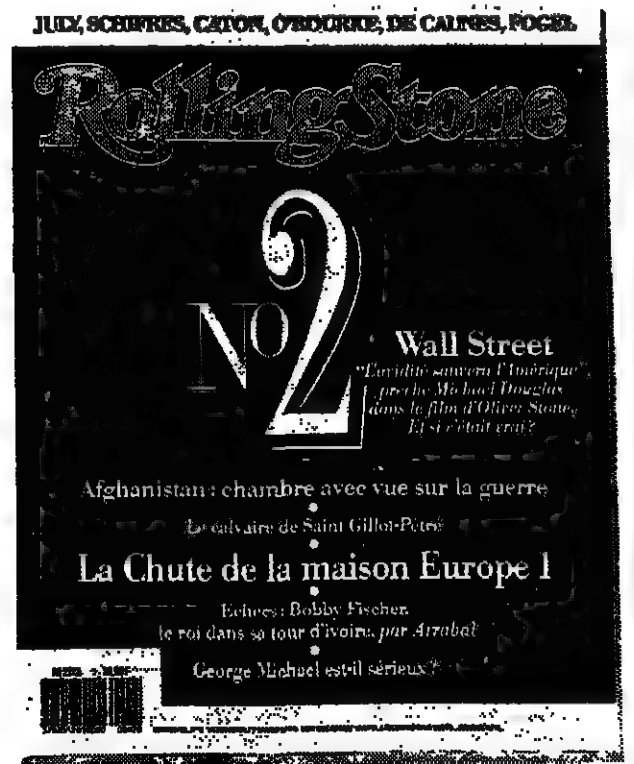 JULY, SCHIFRES, CATON, O'ROURKE, DE CAUNES, FOGEL
RollingStone
No 2
Wall Street
"L'avidité sauvera l'Amérique",
prêche Michael Douglas
dans le film d'Oliver Stone.
Et si c'était vrai?
Afghanistan: chambre avec vue sur la guerre
Le calvaire de Saint Gillot-Pétré
La Chute de la maison Europe 1
Echecs: Bobby Fischer,
le roi dans sa tour d'ivoire, par Arrabal
George Michael est-il sérieux?